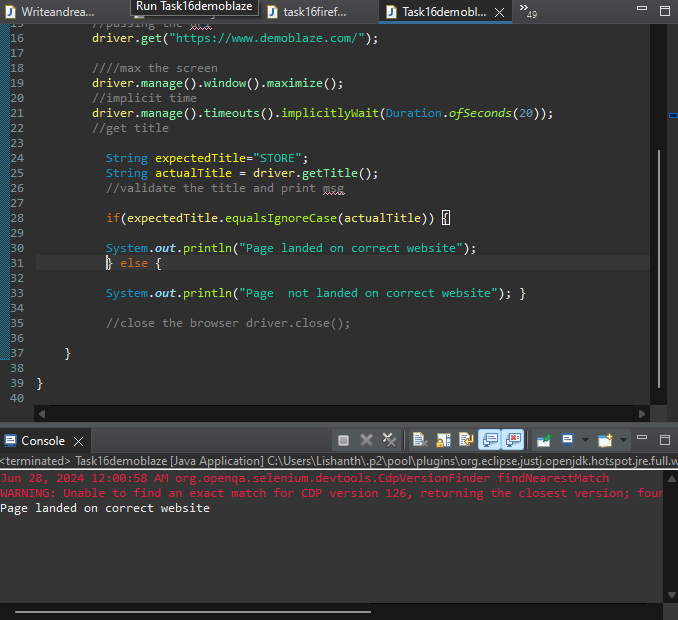 Writeandrea...
Run Task16demoblaze
task16firef...
Task16demobl...
»49
//passing the
16 driver.get("https://www.demoblaze.com/");
17
18 ////max the screen
19 driver.manage().window().maximize();
20 //implicit time
21 driver.manage().timeouts().implicitlyWait(Duration.ofSeconds(20));
22 //get title
23
24 String expectedTitle="STORE";
25 String actualTitle = driver.getTitle();
26 //validate the title and print msg
27
28 if(expectedTitle.equalsIgnoreCase(actualTitle)) {
29
30 System.out.println("Page landed on correct website");
31 } else {
32
33 System.out.println("Page  not landed on correct website"); }
34
35 //close the browser driver.close();
36
37 }
38
39 }
40
Console
<terminated> Task16demoblaze [Java Application] C:\Users\Lishanth\.p2\pool\plugins\org.eclipse.justj.openjdk.hotspot.jre.full.w
Jun 28, 2024 12:00:58 AM org.openqa.selenium.devtools.CdpVersionFinder findNearestMatch
WARNING: Unable to find an exact match for CDP version 126, returning the closest version; four
Page landed on correct website